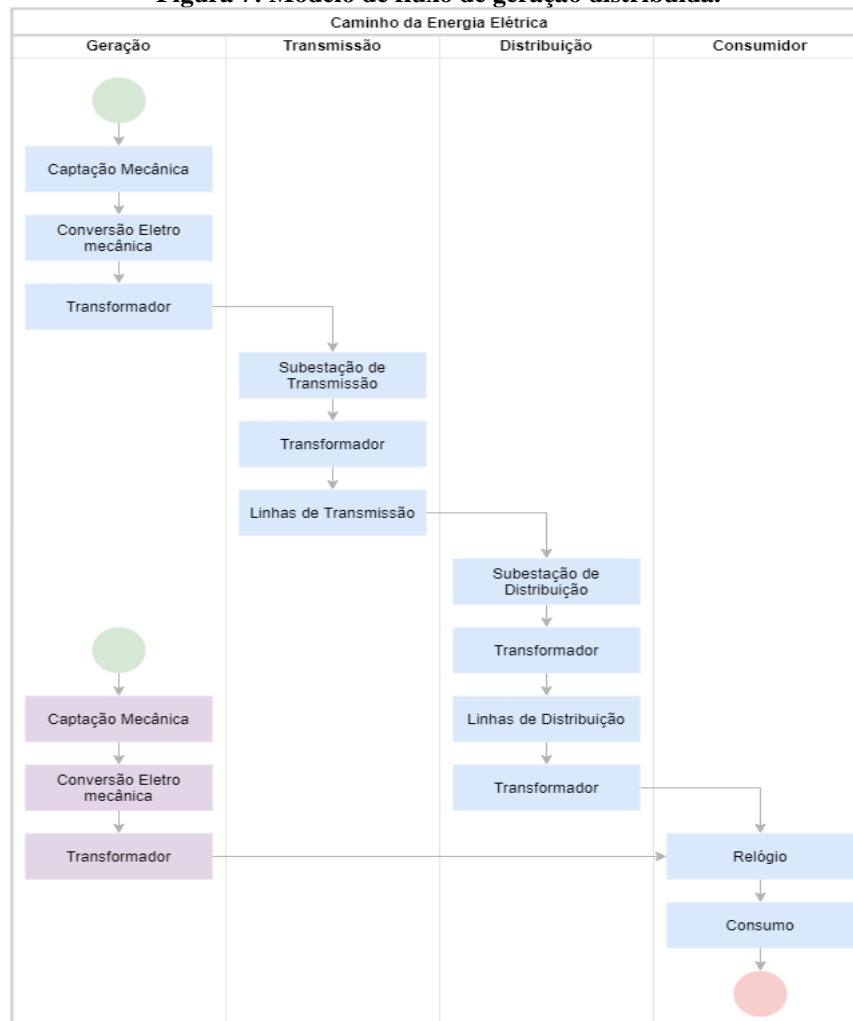 Figura 7: Modelo de fluxo de geração distribuída.
Caminho da Energia Elétrica
Geração
Transmissão
Distribuição
Consumidor
Captação Mecânica
Conversão Eletro
mecânica
Transformador
Subestação de
Transmissão
Transformador
Linhas de Transmissão
Subestação de
Distribuição
Transformador
Linhas de Distribuição
Transformador
Captação Mecânica
Conversão Eletro
mecânica
Transformador
Relógio
Consumo